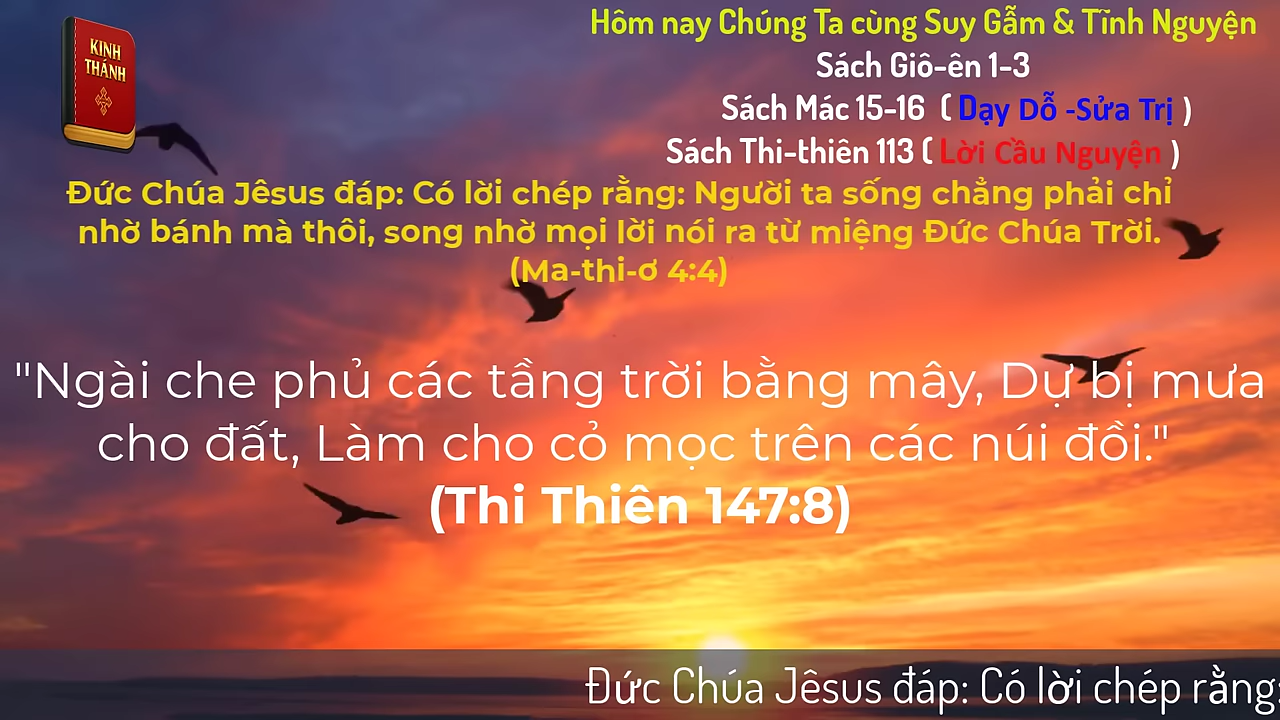 KINH
THÁNH
Hôm nay Chúng Ta cùng Suy Gẫm & Tĩnh Nguyện
Sách Giô-ên 1-3
Sách Mác 15-16 ( Dạy Dỗ -Sửa Trị )
Sách Thi-thiên 113 ( Lời Cầu Nguyện )
Đức Chúa Jêsus đáp: Có lời chép rằng: Người ta sống chẳng phải chỉ
nhờ bánh mà thôi, song nhờ mọi lời nói ra từ miệng Đức Chúa Trời.
(Ma-thi-ơ 4:4)
"Ngài che phủ các tầng trời bằng mây, Dự bị mưa
cho đất, Làm cho cỏ mọc trên các núi đồi."
(Thi Thiên 147:8)
Đức Chúa Jêsus đáp: Có lời chép rằng: